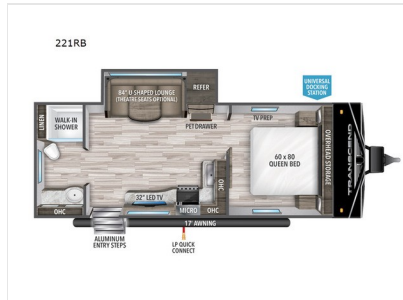 221RB
84" U SHAPED LOUNGE
(THEATRE SEATS OPTIONAL)
REFER
UNIVERSAL
DOCKING
STATION
LINEN
WALK-IN
SHOWER
PET DRAWER
TV PREP
60 x 80
QUEEN BED
OVERHEAD STORAGE
TRANSCEND
OHC
OHC
32" LED TV
MICRO
OHC
17' AWNING
ALUMINUM
ENTRY STEPS
LP QUICK
CONNECT